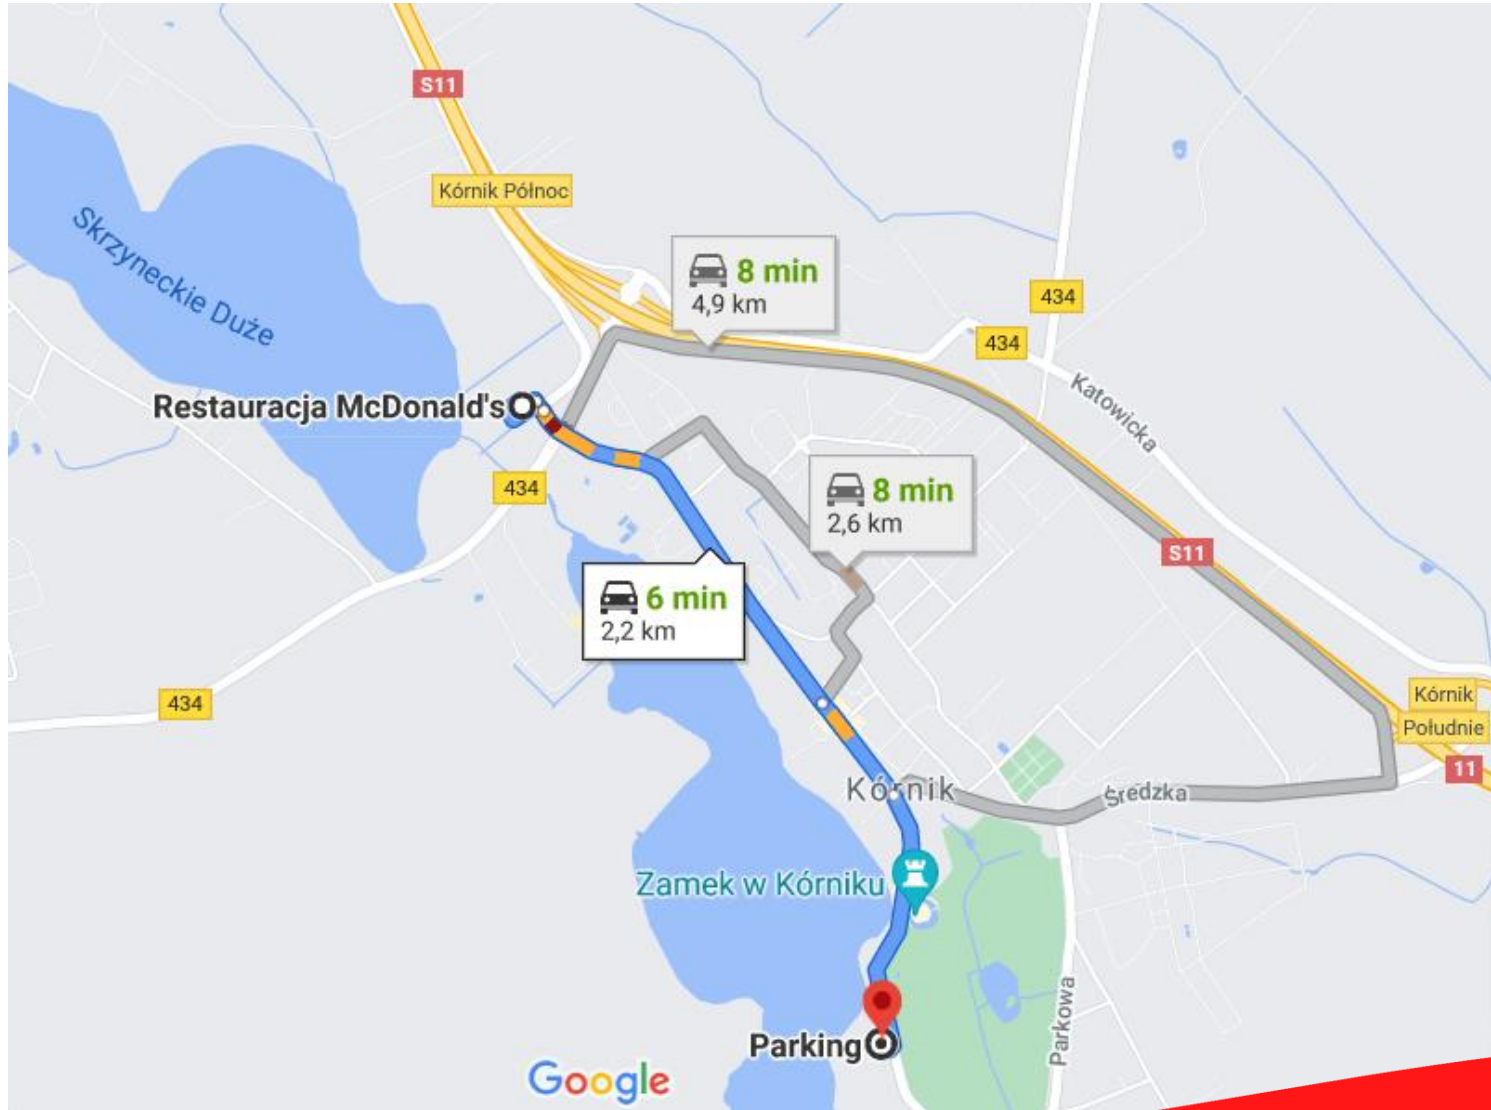 S11
Kórnik Północ
Skrzyneckie Duże
8 min
4,9 km
434
434
Katowicka
Restauracja McDonald's
434
8 min
2,6 km
S11
6 min
2,2 km
434
Kórnik
Południe
11
Kórnik
Średzka
Zamek w Kórniku
Parkowa
Parking
Google